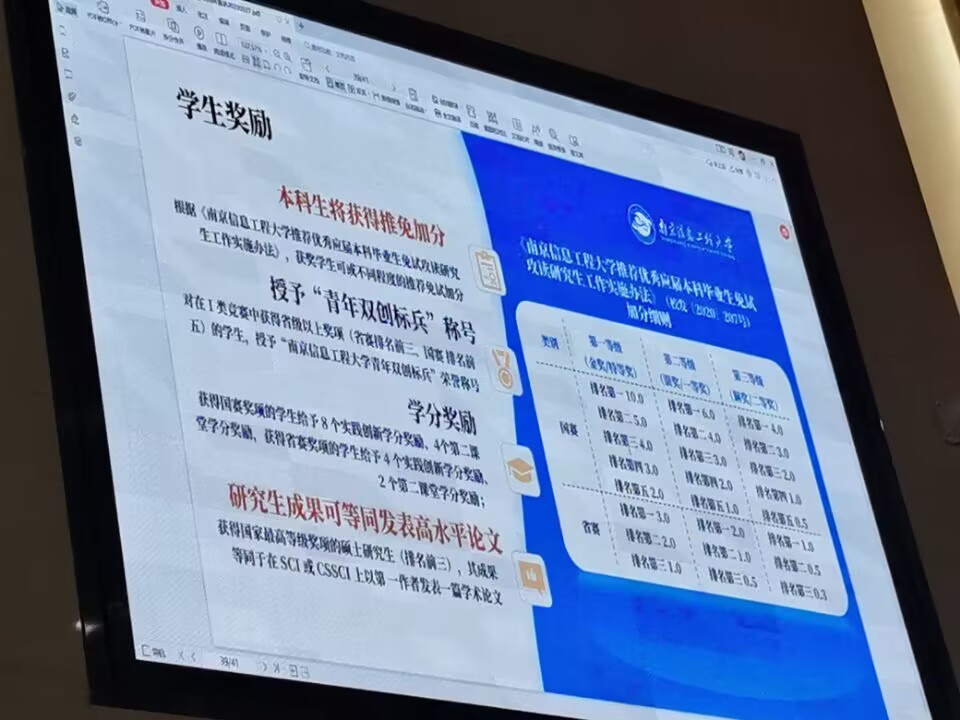 学生奖励
本科生将获得推免加分
根据《南京信息工程大学推荐优秀应届本科毕业生免试攻读研究
生工作实施办法》，获奖学生可或不同程度的推荐免试加分
授予“青年双创标兵”称号
对在I类竞赛中获得省级以上奖项（省赛排名前三、国赛排名前
五）的学生，授予“南京信息工程大学青年双创标兵”荣誉称号
学分奖励
获得国赛奖项的学生给予8个实践创新学分奖励、4个第二课
堂学分奖励，获得省赛奖项的学生给予4个实践创新学分奖励、
2个第二课堂学分奖励；
研究生成果可等同发表高水平论文
获得国家最高等级奖项的硕士研究生（排名前三），其成果
等同于在SCI或CSSCI上以第一作者发表一篇学术论文
南京信息工程大学
《南京信息工程大学推荐优秀应届本科毕业生免试
攻读研究生工作实施办法》（校发〔2020〕207号）
加分细则
类别 第一等级 第二等级 第三等级
（金奖/特等奖） （银奖/一等奖） （铜奖/二等奖）
国赛
排名第一10.0 排名第一6.0 排名第一4.0
排名第二5.0 排名第二4.0 排名第二3.0
排名第三4.0 排名第三3.0 排名第三2.0
排名第四3.0 排名第四2.0 排名第四1.0
排名第五2.0 排名第五1.0 排名第五0.5
省赛
排名第一3.0 排名第一2.0 排名第一1.0
排名第二2.0 排名第二1.0 排名第二0.5
排名第三1.0 排名第三0.5 排名第三0.3
39/41